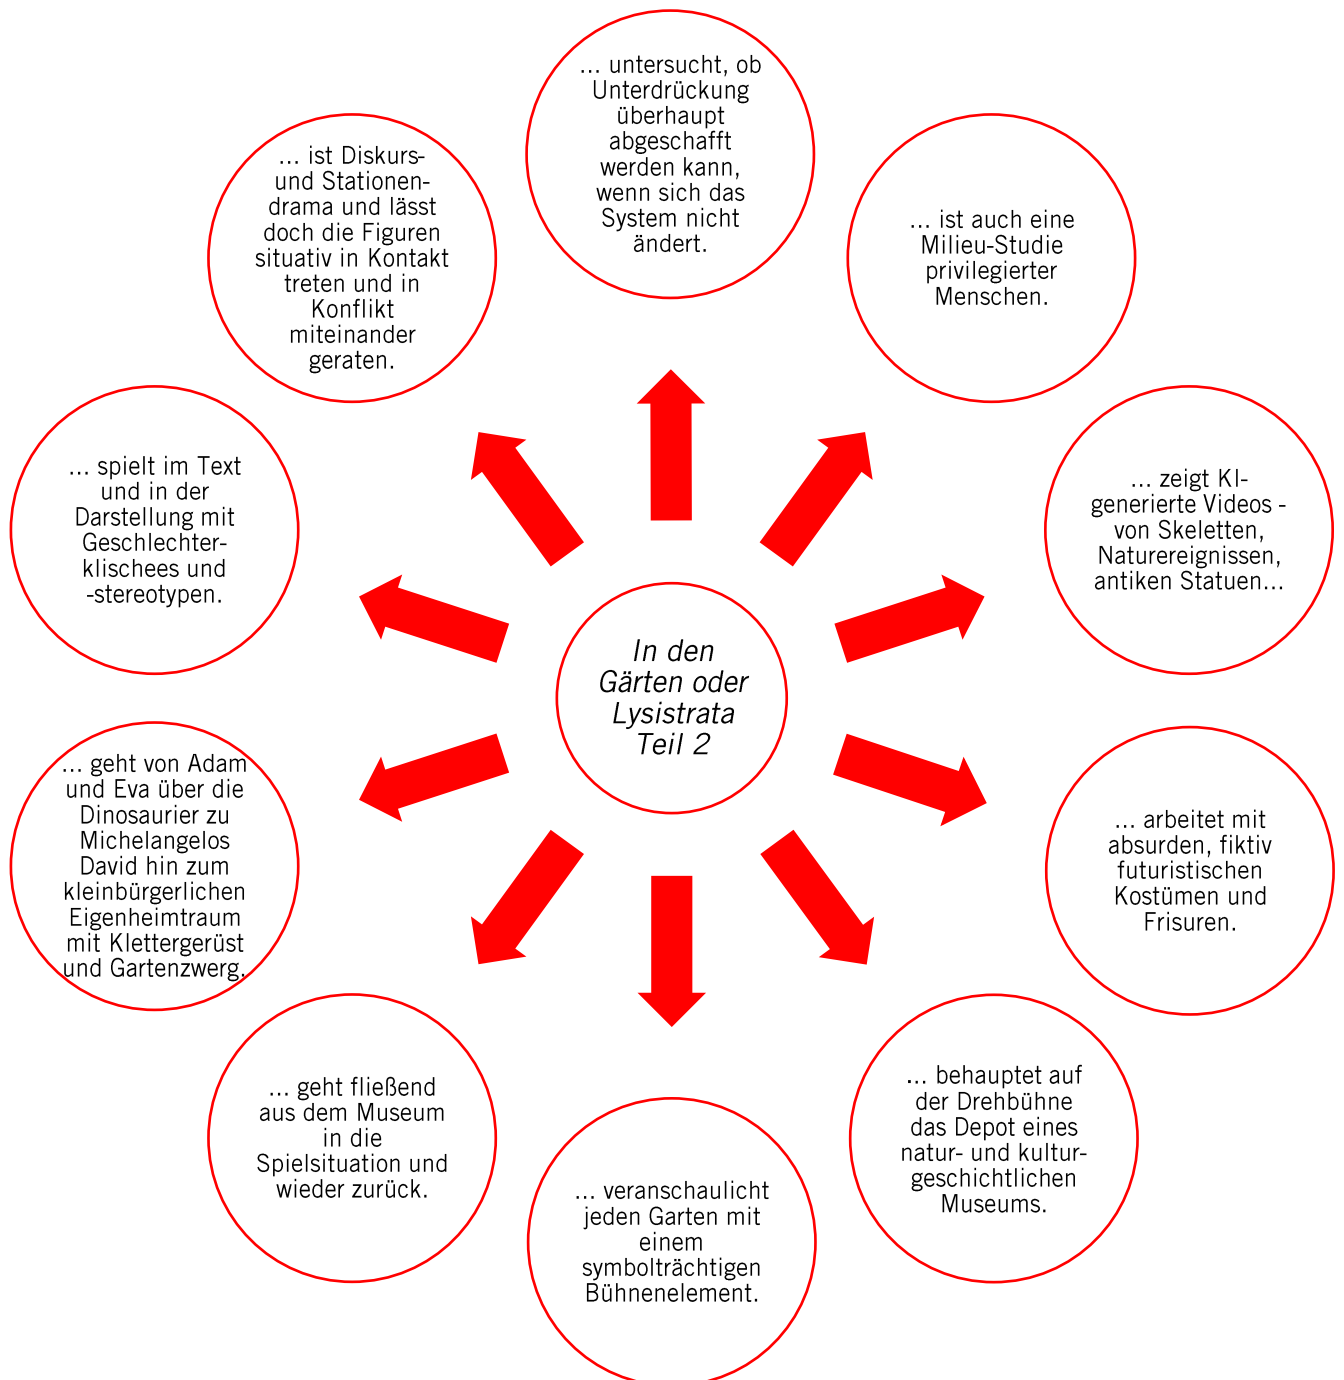 ... untersucht, ob
Unterdrückung
überhaupt
abgeschafft
werden kann,
wenn sich das
System nicht
ändert.
... ist auch eine
Milieu-Studie
privilegierter
Menschen.
... zeigt KI-
generierte Videos -
von Skeletten,
Naturereignissen,
antiken Statuen...
... arbeitet mit
absurden, fiktiv
futuristischen
Kostümen und
Frisuren.
... behauptet auf
der Drehbühne
das Depot eines
natur- und kultur-
geschichtlichen
Museums.
... veranschaulicht
jeden Garten mit
einem
symbolträchtigen
Bühnenelement.
... geht fließend
aus dem Museum
in die
Spielsituation und
wieder zurück.
... geht von Adam
und Eva über die
Dinosaurier zu
Michelangelos
David hin zum
kleinbürgerlichen
Eigenheimtraum
mit Klettergerüst
und Gartenzwerg.
... spielt im Text
und in der
Darstellung mit
Geschlechter-
klischees und
-stereotypen.
... ist Diskurs-
und Stationen-
drama und lässt
doch die Figuren
situativ in Kontakt
treten und in
Konflikt
miteinander
geraten.
In den
Gärten oder
Lysistrata
Teil 2